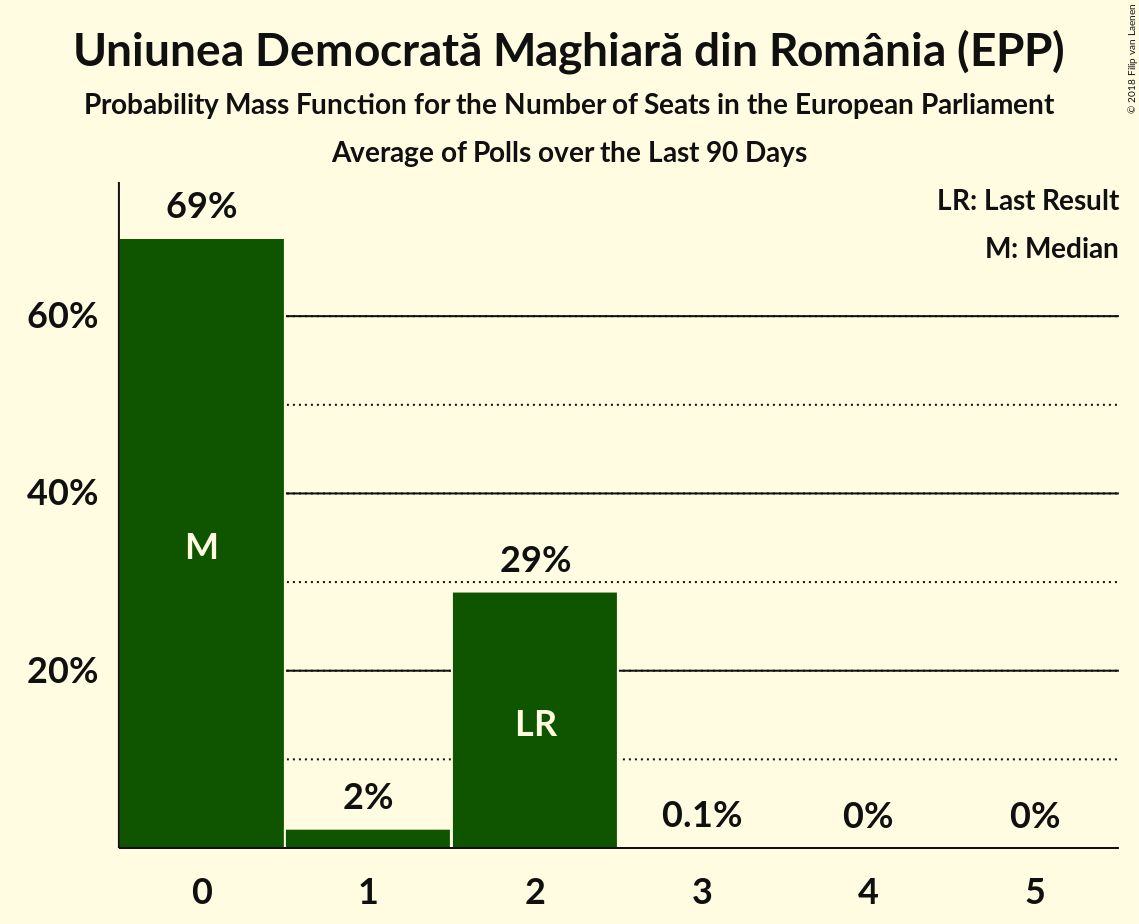 Uniunea Democrată Maghiară din România (EPP)
Probability Mass Function for the Number of Seats in the European Parliament
Average of Polls over the Last 90 Days
© 2018 Filip van Laenen
LR: Last Result
M: Median
69%
60%
40%
M
29%
20%
LR
2%
0.1%
0%
0%
0 1 2 3 4 5